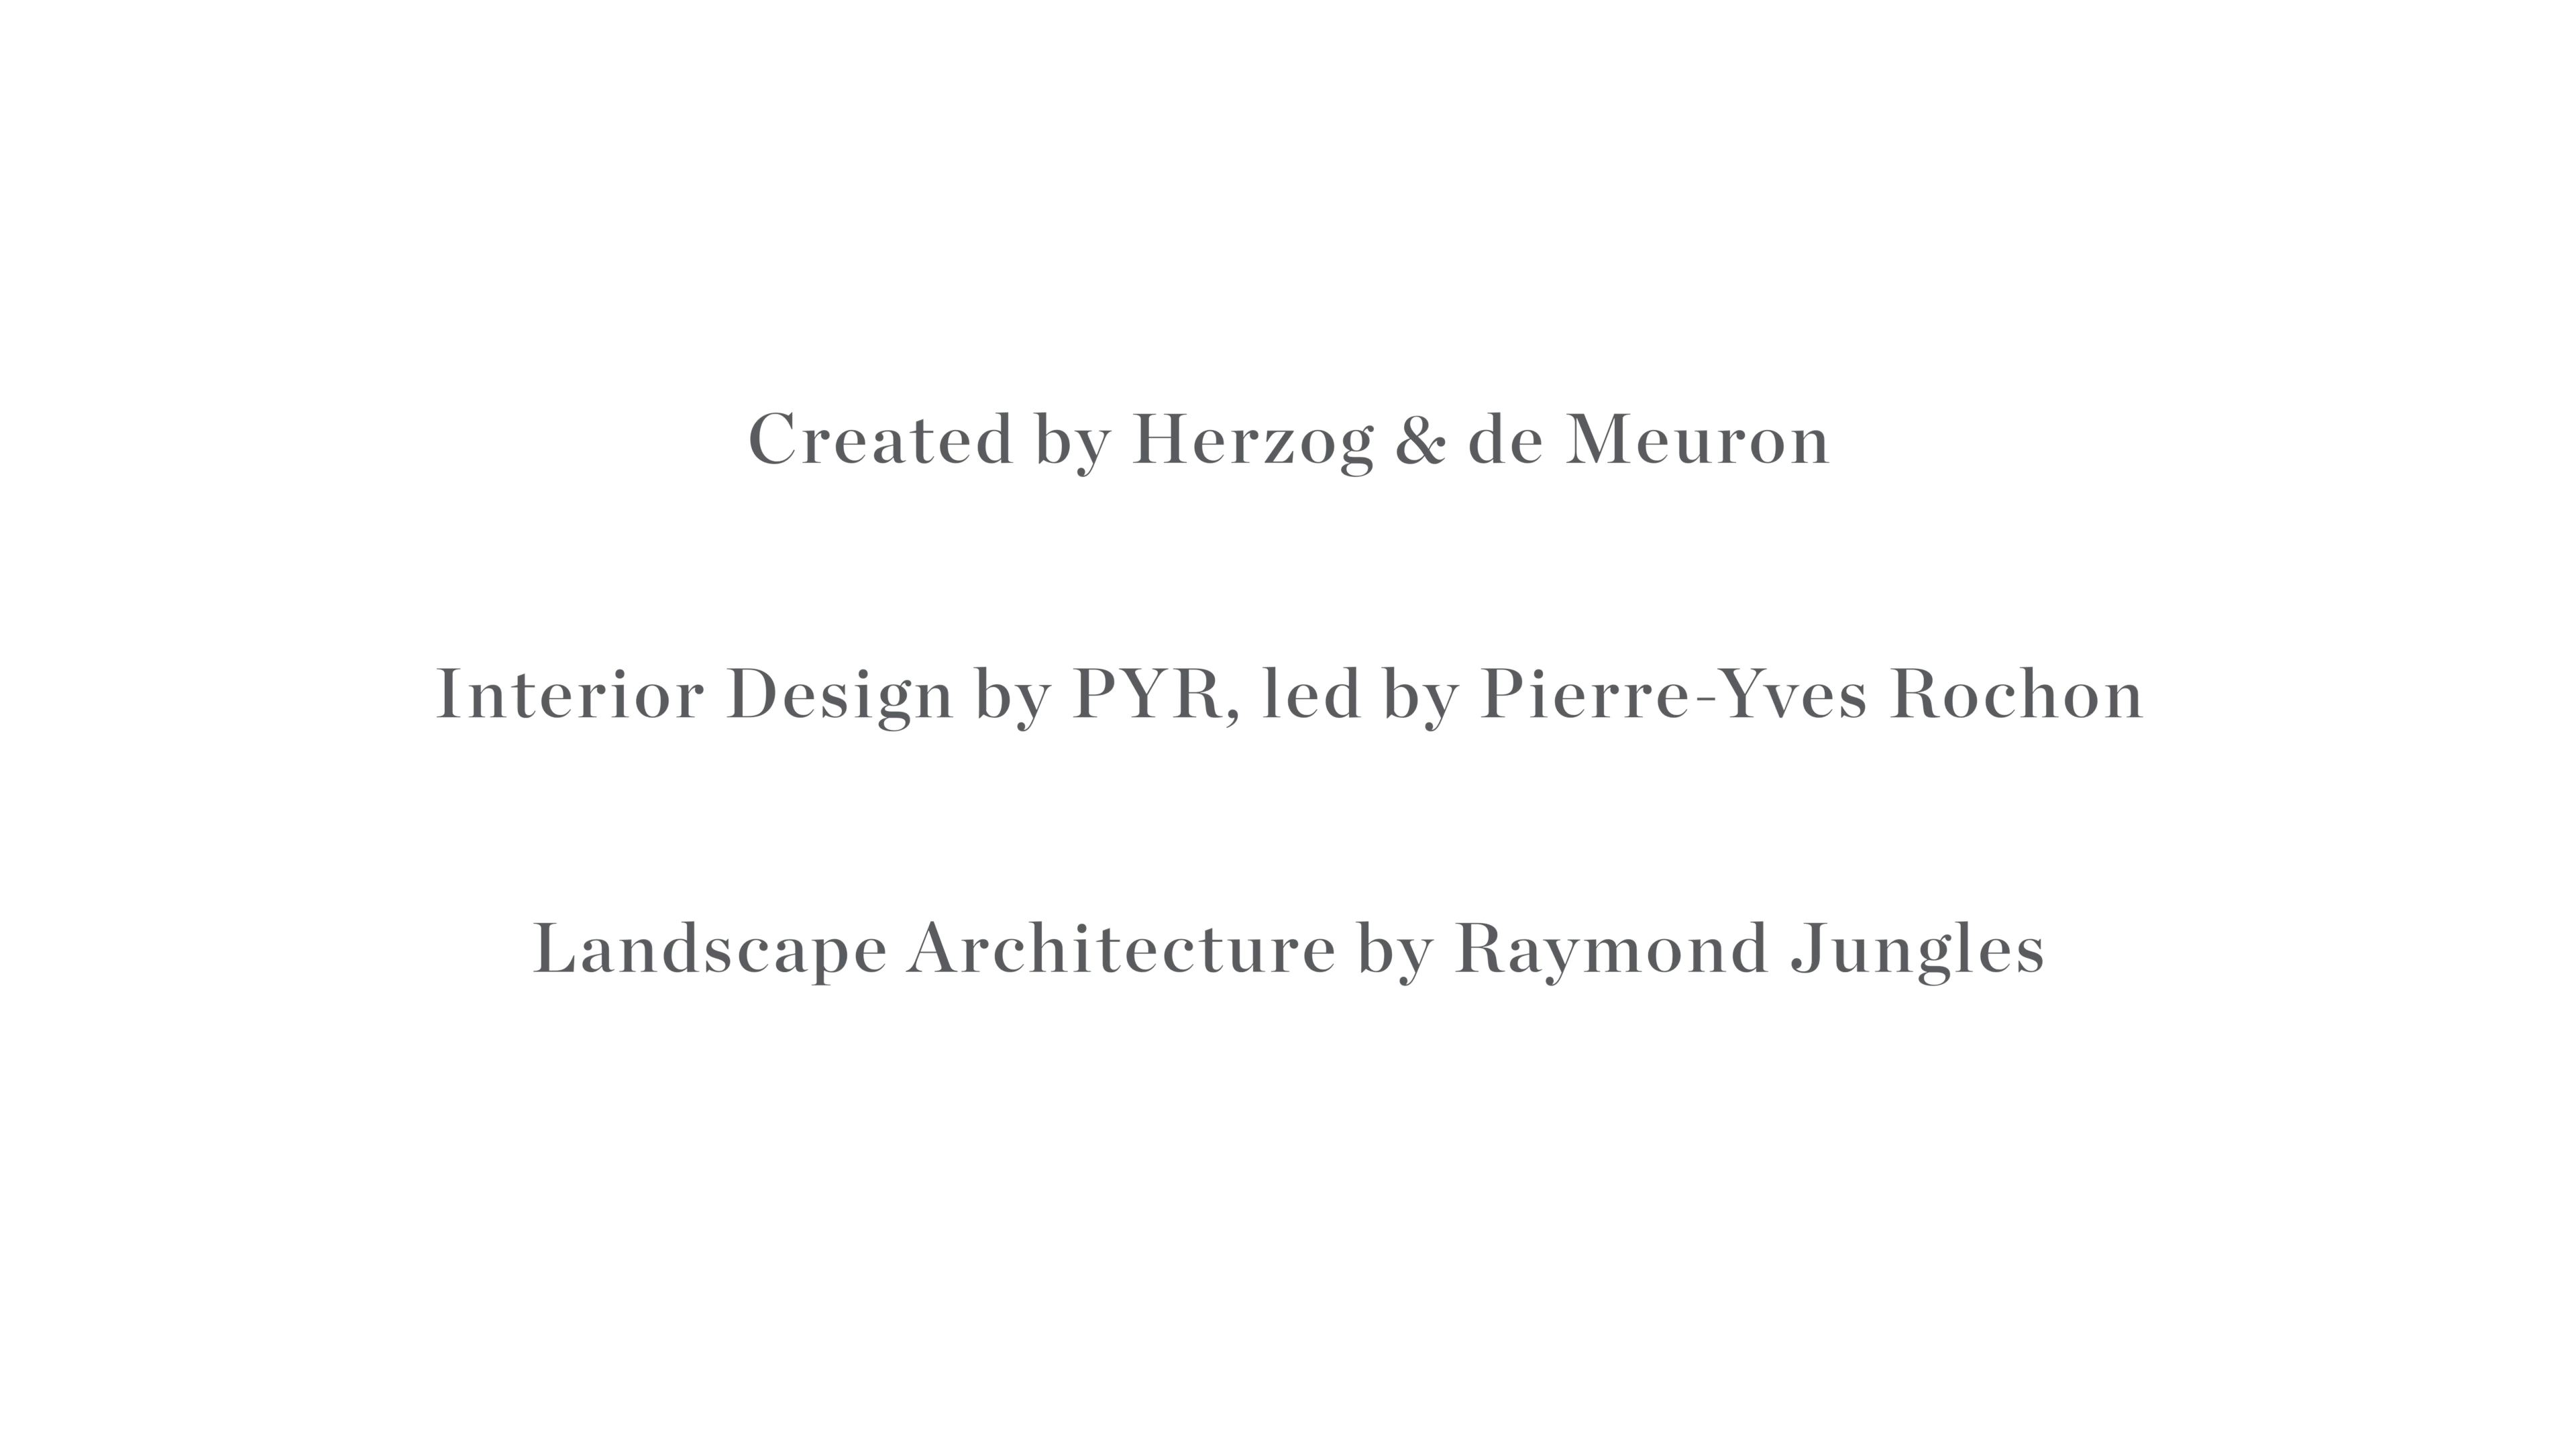 Created by Herzog & de Meuron
Interior Design by PYR, led by Pierre-Yves Rochon
Landscape Architecture by Raymond Jungles